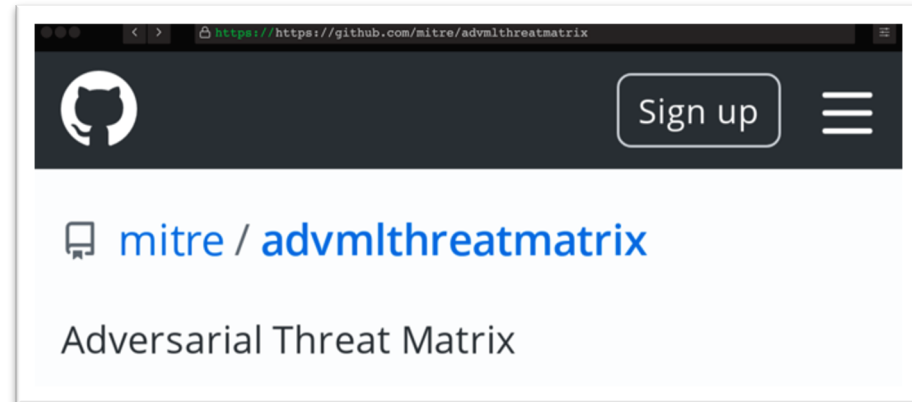 https://https://github.com/mitre/advmlthreatmatrix
Sign up
mitre / advmlthreatmatrix
Adversarial Threat Matrix